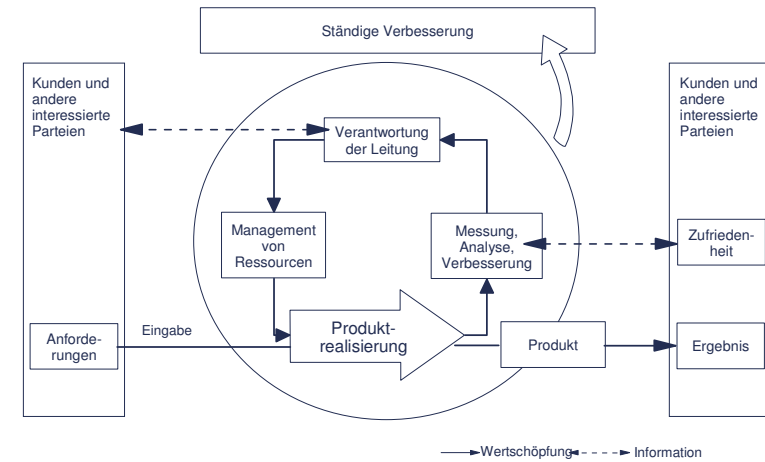 Ständige Verbesserung
Kunden und
andere
interessierte
Parteien
Kunden und
andere
interessierte
Parteien
Verantwortung
der Leitung
Management
von
Ressourcen
Messung,
Analyse,
Verbesserung
Zufrieden-
heit
Anforde-
rungen
Eingabe
Produkt-
realisierung
Produkt
Ergebnis
Wertschöpfung
Information